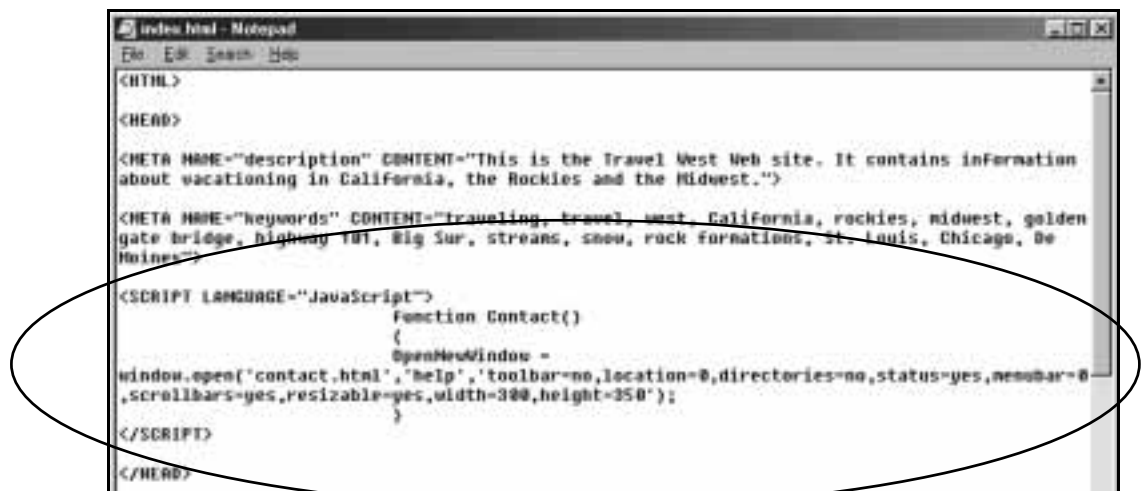 index.html - Notepad
File Edit Search Help
<HTML>
<HEAD>
<META NAME="description" CONTENT="This is the Travel West Web site. It contains information
about vacationing in California, the Rockies and the Midwest.">
<META NAME="keywords" CONTENT="traveling, travel, west, California, rockies, midwest, golden
gate bridge, highway 101, Big Sur, streams, snow, rock formations, St. Louis, Chicago, De
Moines">
<SCRIPT LANGUAGE="JavaScript">
Function Contact()
{
OpenNewWindow =
window.open('contact.html','help','toolbar=no,location=0,directories=no,status=yes,menubar=0
,scrollbars=yes,resizable=yes,width=300,height=350');
}
</SCRIPT>
</HEAD>